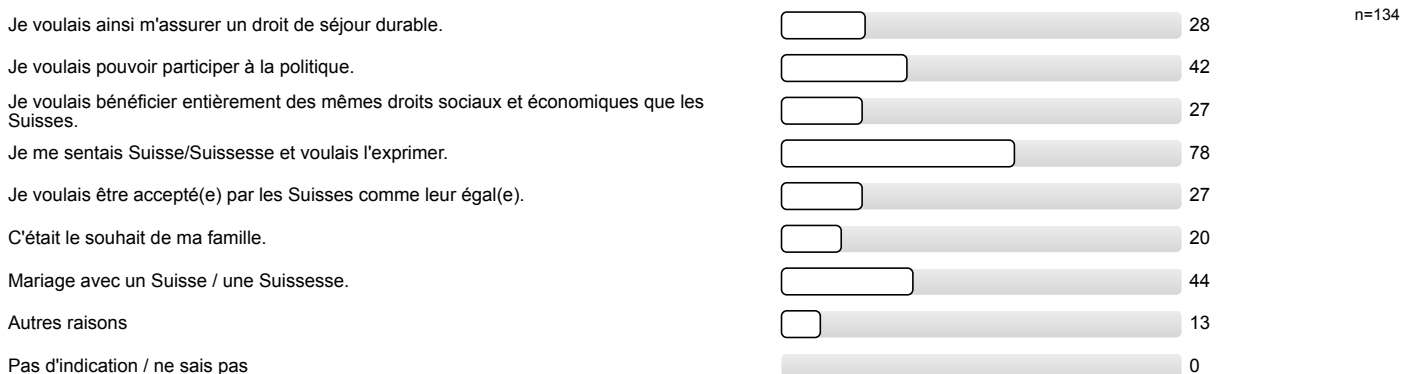 n=134
Je voulais ainsi m'assurer un droit de séjour durable. 28
Je voulais pouvoir participer à la politique. 42
Je voulais bénéficier entièrement des mêmes droits sociaux et économiques que les
Suisses. 27
Je me sentais Suisse/Suissesse et voulais l'exprimer. 78
Je voulais être accepté(e) par les Suisses comme leur égal(e). 27
C'était le souhait de ma famille. 20
Mariage avec un Suisse / une Suissesse. 44
Autres raisons 13
Pas d'indication / ne sais pas 0